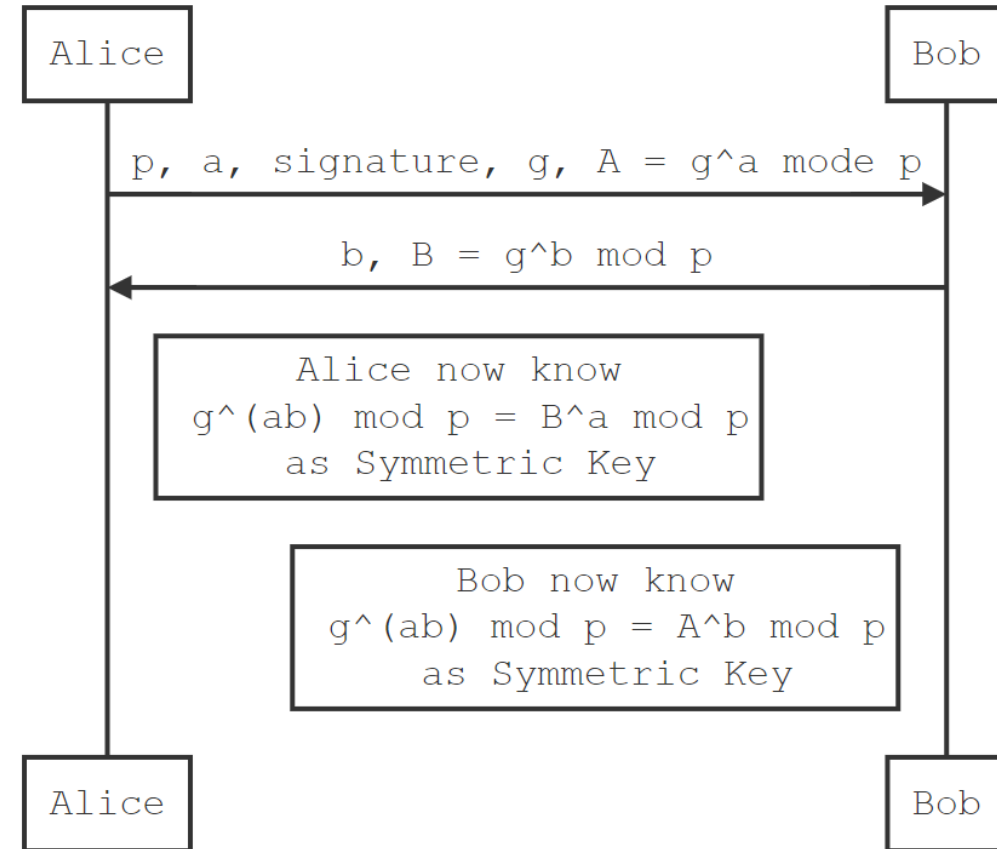 Alice
Bob
p, a, signature, g, A = g^a mode p
b, B = g^b mod p
Alice now know
g^(ab) mod p = B^a mod p
as Symmetric Key
Bob now know
g^(ab) mod p = A^b mod p
as Symmetric Key
Alice
Bob